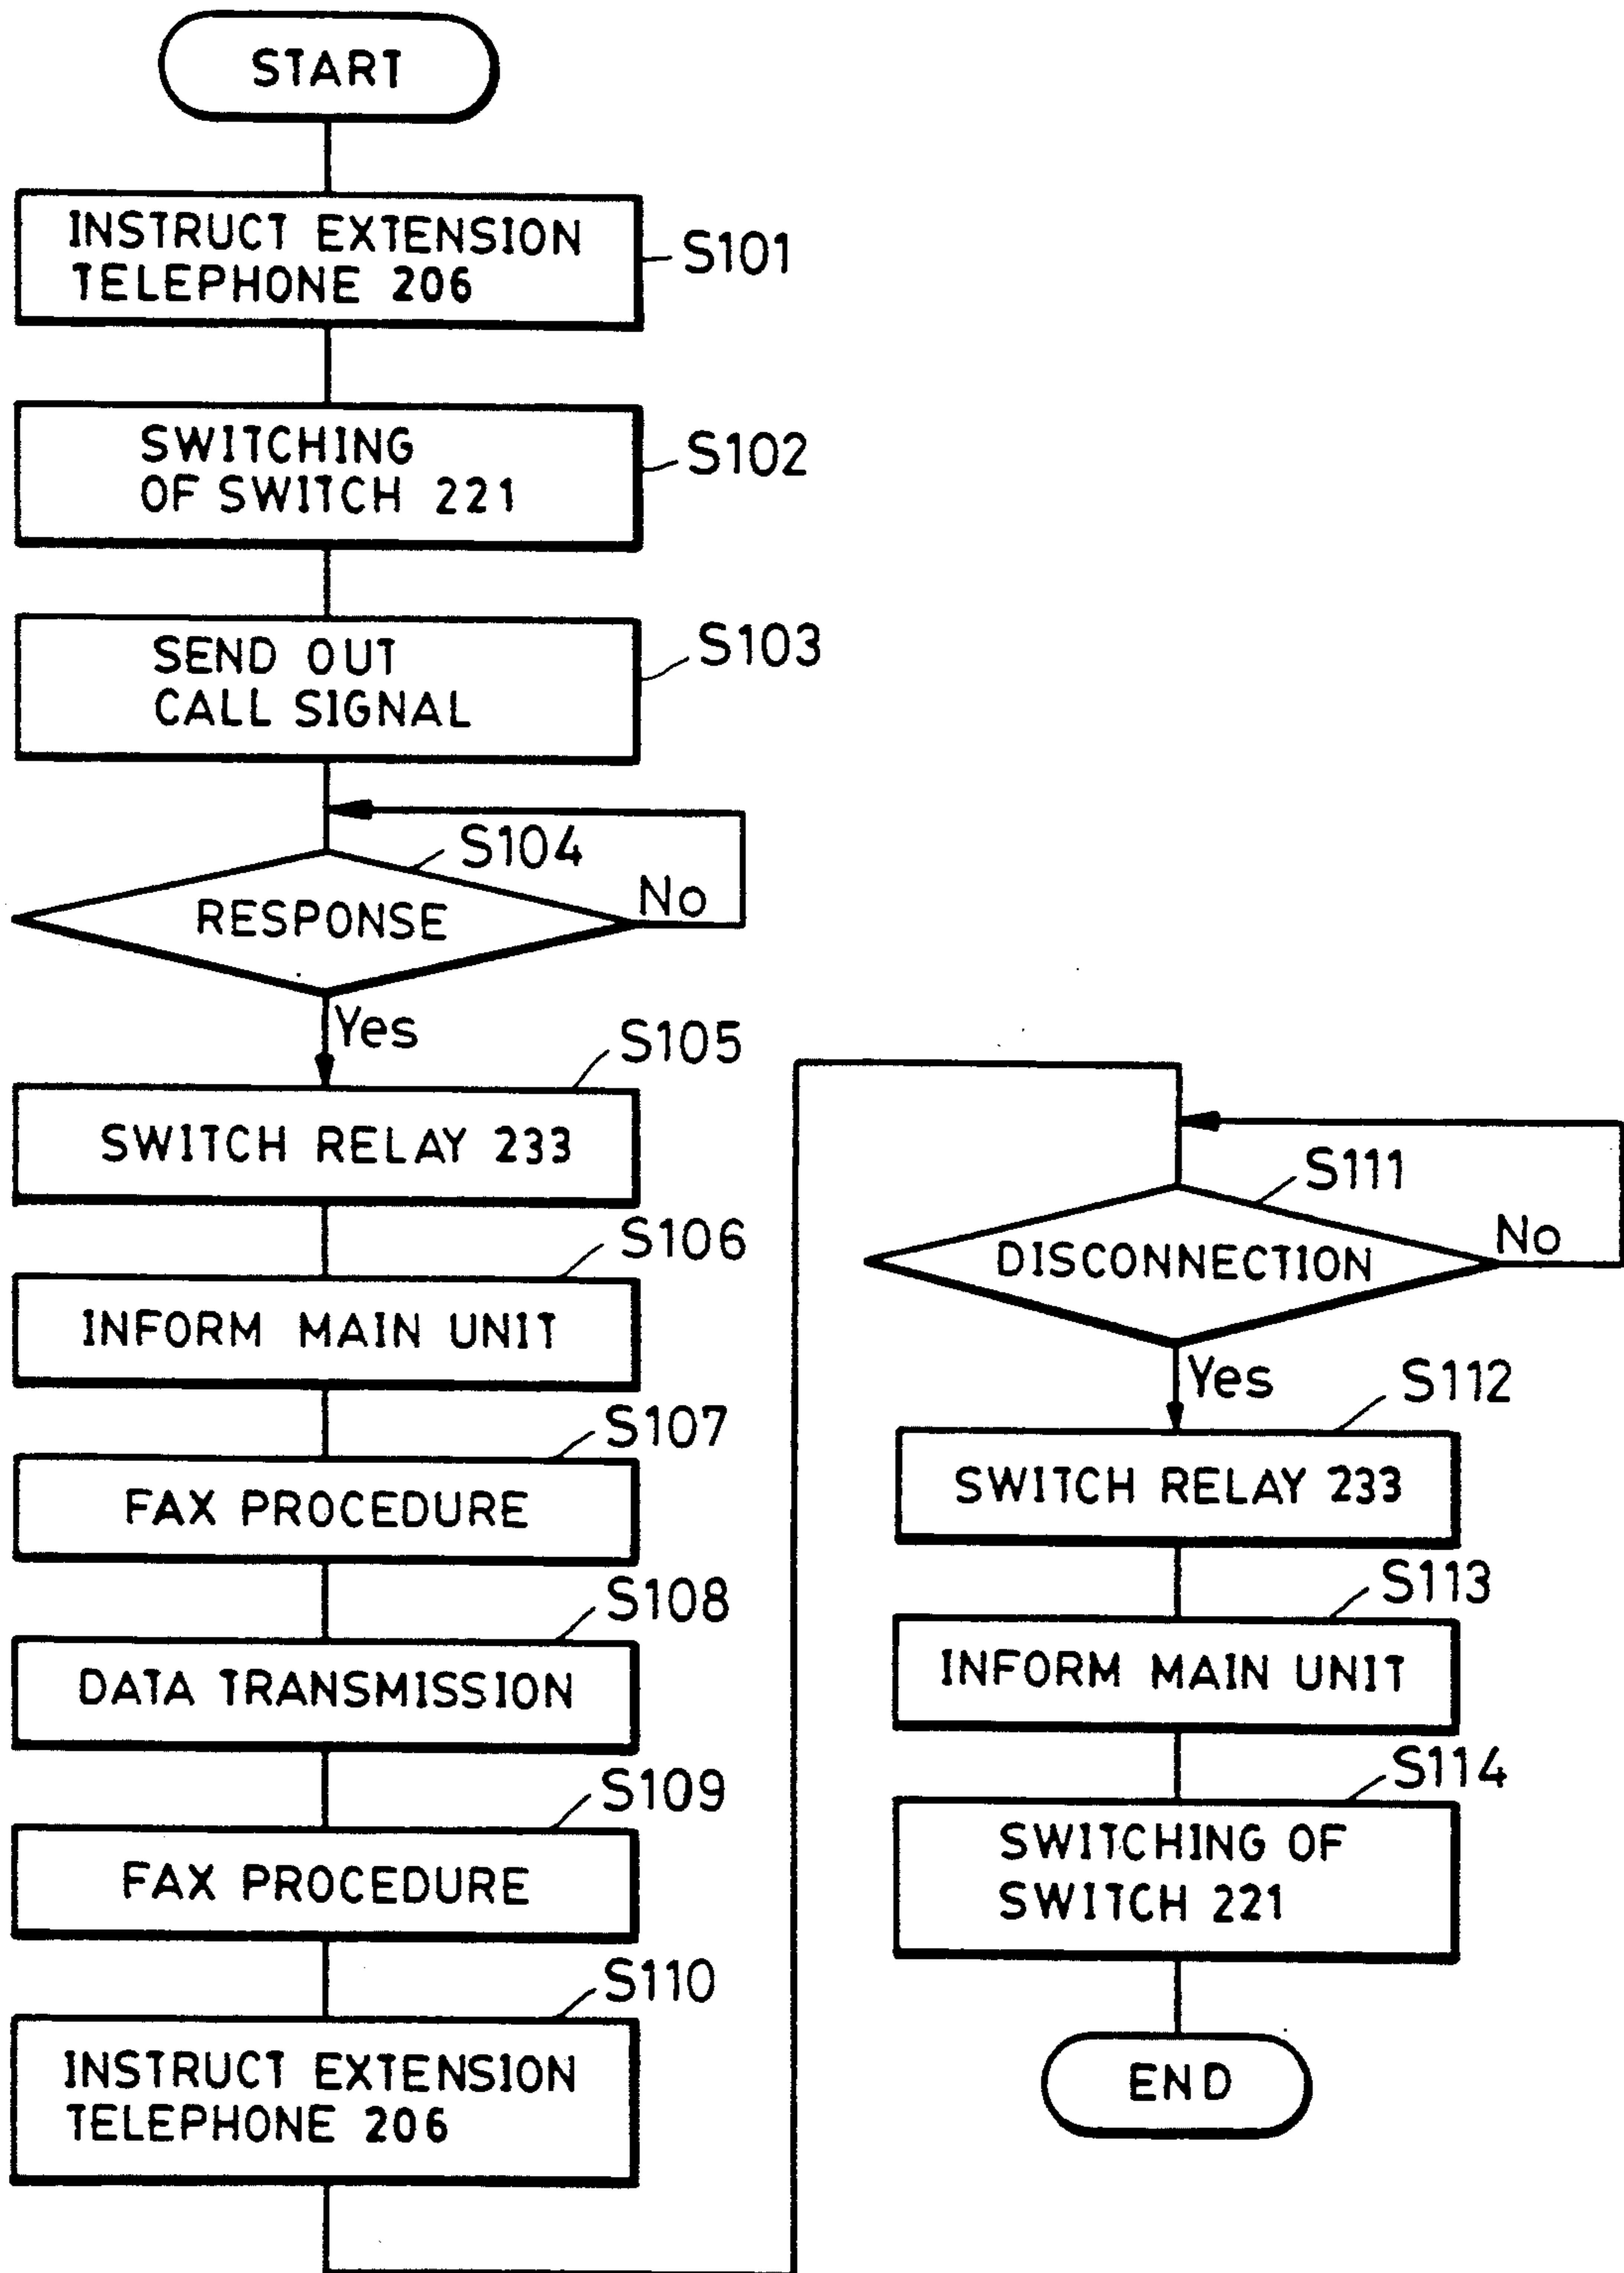 START
INSTRUCT EXTENSION
TELEPHONE 206
S101
SWITCHING
OF SWITCH 221
S102
SEND OUT
CALL SIGNAL
S103
S104
RESPONSE
No
Yes
S105
SWITCH RELAY 233
S106
INFORM MAIN UNIT
S107
FAX PROCEDURE
S108
DATA TRANSMISSION
S109
FAX PROCEDURE
S110
INSTRUCT EXTENSION
TELEPHONE 206
S111
DISCONNECTION
No
Yes
S112
SWITCH RELAY 233
S113
INFORM MAIN UNIT
S114
SWITCHING OF
SWITCH 221
END